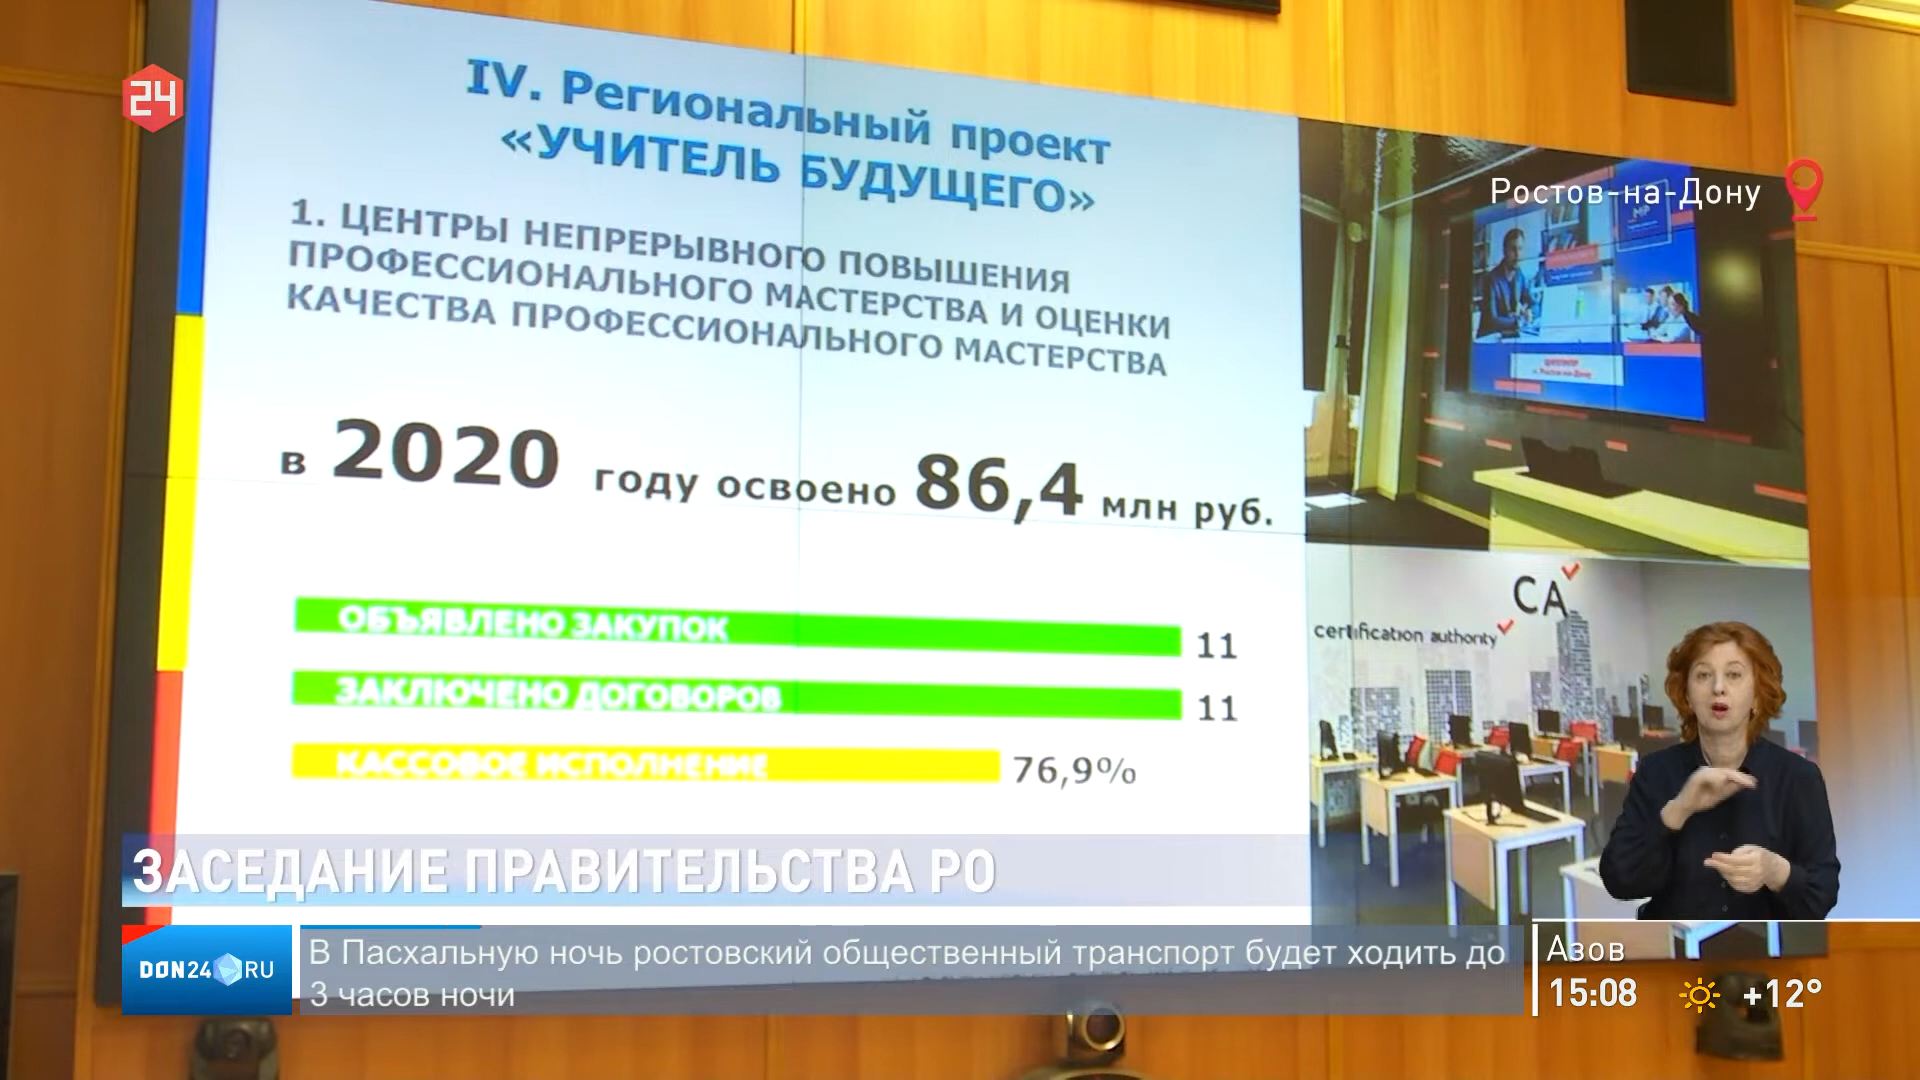 24
IV. Региональный проект
«УЧИТЕЛЬ БУДУЩЕГО»
1. ЦЕНТРЫ НЕПРЕРЫВНОГО ПОВЫШЕНИЯ
ПРОФЕССИОНАЛЬНОГО МАСТЕРСТВА И ОЦЕНКИ
КАЧЕСТВА ПРОФЕССИОНАЛЬНОГО МАСТЕРСТВА
в 2020 году освоено 86,4 млн руб.
ОБЪЯВЛЕНО ЗАКУПОК 11
ЗАКЛЮЧЕНО ДОГОВОРОВ 11
КАССОВОЕ ИСПОЛНЕНИЕ 76,9%
Ростов-на-Дону
CA
certification authority
ЗАСЕДАНИЕ ПРАВИТЕЛЬСТВА РО
DON24.RU
В Пасхальную ночь ростовский общественный транспорт будет ходить до
3 часов ночи
Азов
15:08 +12°